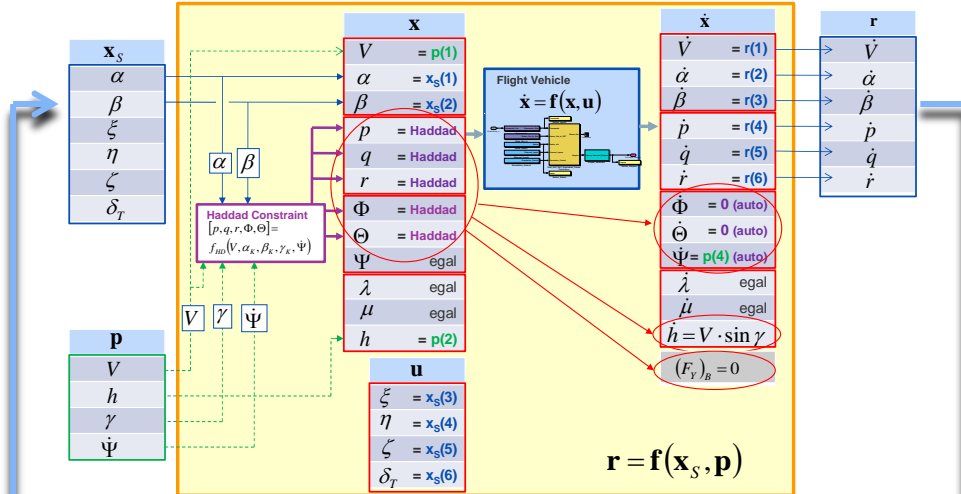 x_S
α
β
ξ
η
ζ
δ_T
p
V
h
γ
Ψ̇
α
β
Haddad Constraint
[p,q,r,Φ,Θ]=
f_HD(V,α_K,β_K,γ_K,Ψ̇)
V
γ
Ψ̇
x
V = p(1)
α = x_S(1)
β = x_S(2)
p = Haddad
q = Haddad
r = Haddad
Φ = Haddad
Θ = Haddad
Ψ egal
λ egal
μ egal
h = p(2)
u
ξ = x_S(3)
η = x_S(4)
ζ = x_S(5)
δ_T = x_S(6)
Flight Vehicle
ẋ = f(x,u)
ẋ
V̇ = r(1)
α̇ = r(2)
β̇ = r(3)
ṗ = r(4)
q̇ = r(5)
ṙ = r(6)
Φ̇ = 0 (auto)
Θ̇ = 0 (auto)
Ψ̇ = p(4) (auto)
λ̇ egal
μ̇ egal
ḣ = V · sin γ
(F_Y)_B = 0
r = f(x_S, p)
r
V̇
α̇
β̇
ṗ
q̇
ṙ